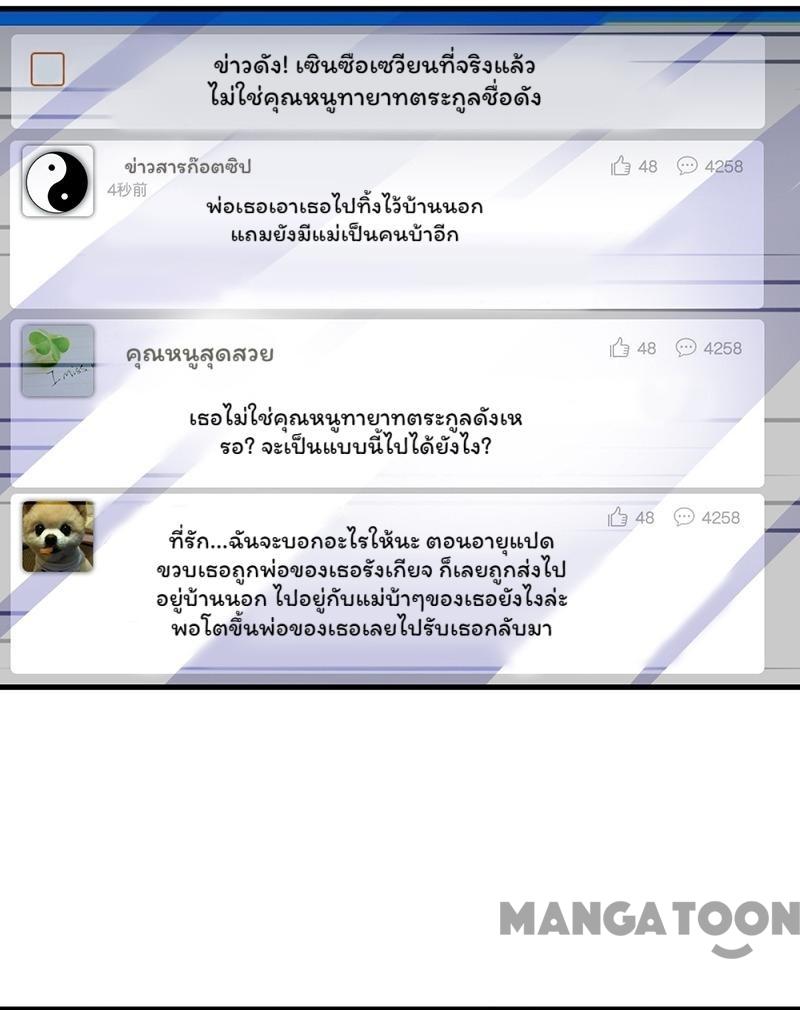 ข่าวดัง! เซินซือเซวียนที่จริงแล้ว
ไม่ใช่คุณหนูทายาทตระกูลชื่อดัง
ข่าวสารก๊อตซิป
48
4258
4秒前
พ่อเธอเอาเธอไปทิ้งไว้บ้านนอก
แถมยังมีแม่เป็นคนบ้าอีก
คุณหนูสุดสวย
48
4258
I miss
เธอไม่ใช่คุณหนูทายาทตระกูลดังเห
รอ? จะเป็นแบบนี้ไปได้ยังไง?
48
4258
ที่รัก...ฉันจะบอกอะไรให้นะ ตอนอายุแปด
ขวบเธอถูกพ่อของเธอรังเกียจ ก็เลยถูกส่งไป
อยู่บ้านนอก ไปอยู่กับแม่บ้าๆของเธอยังไงล่ะ
พอโตขึ้นพ่อของเธอเลยไปรับเธอกลับมา
MANGATOON